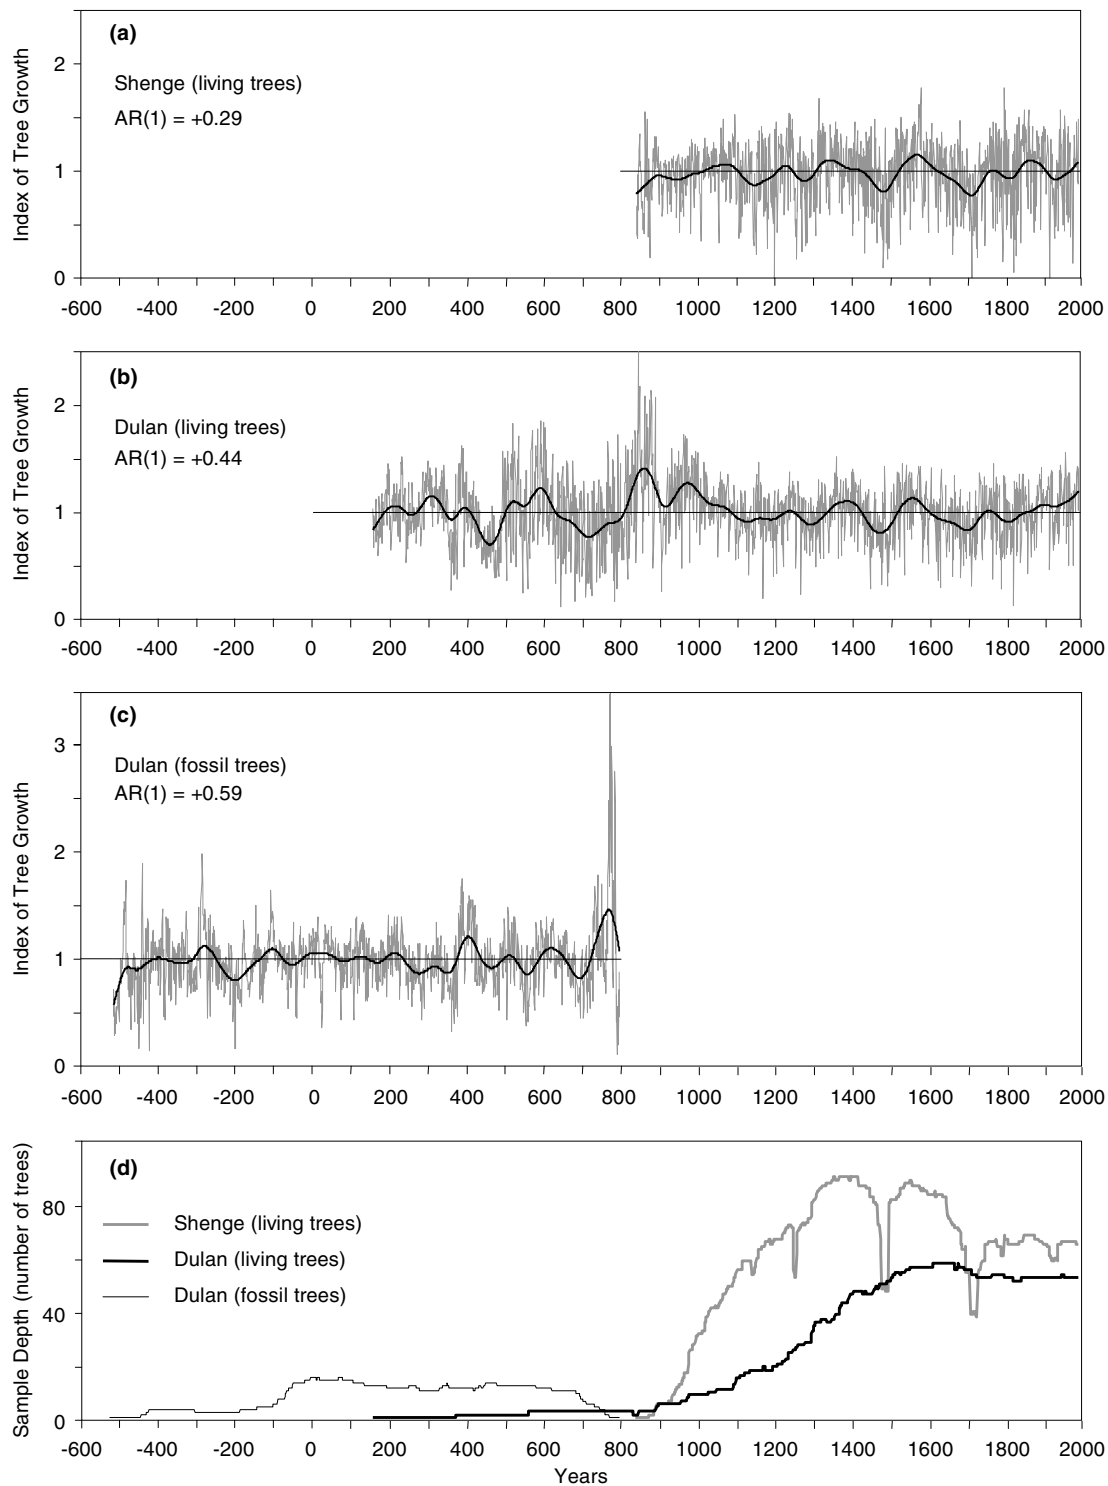 (a)
Shenge (living trees)
AR(1) = +0.29
Index of Tree Growth
2
1
0
-600 -400 -200 0 200 400 600 800 1000 1200 1400 1600 1800 2000
(b)
Dulan (living trees)
AR(1) = +0.44
Index of Tree Growth
2
1
0
-600 -400 -200 0 200 400 600 800 1000 1200 1400 1600 1800 2000
(c)
Dulan (fossil trees)
AR(1) = +0.59
Index of Tree Growth
3
2
1
0
-600 -400 -200 0 200 400 600 800 1000 1200 1400 1600 1800 2000
(d)
Sample Depth (number of trees)
80
40
0
Shenge (living trees)
Dulan (living trees)
Dulan (fossil trees)
-600 -400 -200 0 200 400 600 800 1000 1200 1400 1600 1800 2000
Years